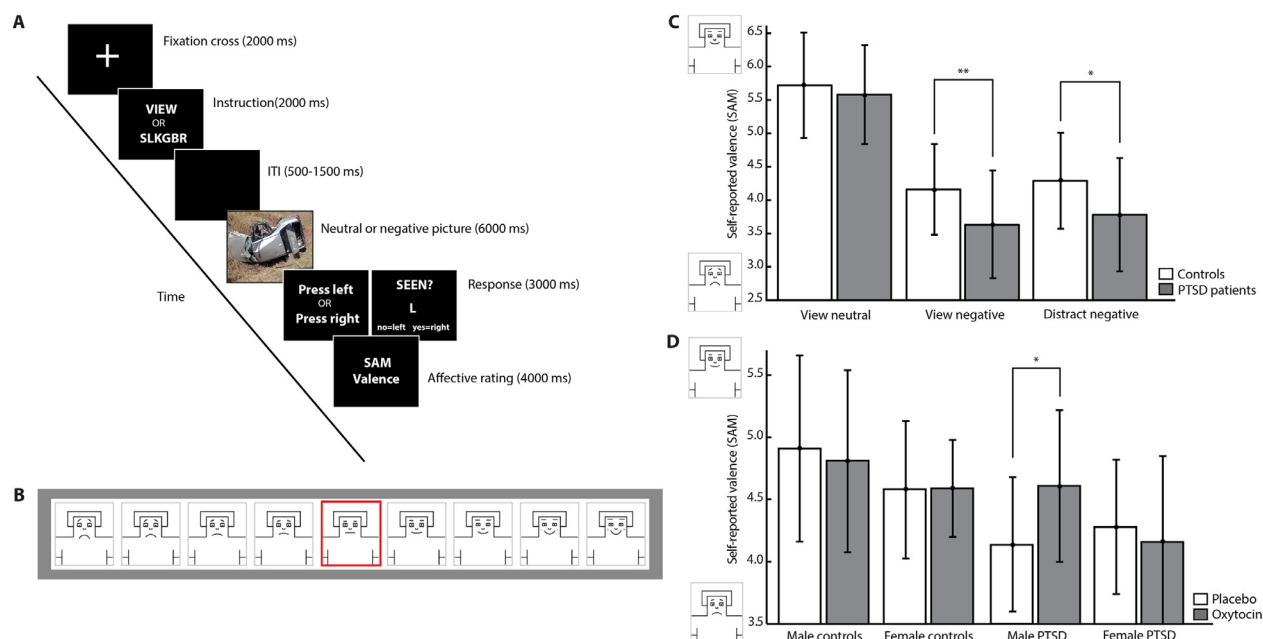 A
Fixation cross (2000 ms)
VIEW
OR
SLKGBR
Instruction(2000 ms)
ITI (500-1500 ms)
Neutral or negative picture (6000 ms)
Press left
OR
Press right
SEEN?
L
no=left yes=right
Response (3000 ms)
SAM
Valence
Affective rating (4000 ms)
Time
B
C
Self-reported valence (SAM)
6.5
6.0
5.5
5.0
4.5
4.0
3.5
3.0
2.5
**
*
Controls
PTSD patients
View neutral
View negative
Distract negative
D
Self-reported valence (SAM)
5.5
5.0
4.5
4.0
3.5
*
Placebo
Oxytocin
Male controls
Female controls
Male PTSD
Female PTSD